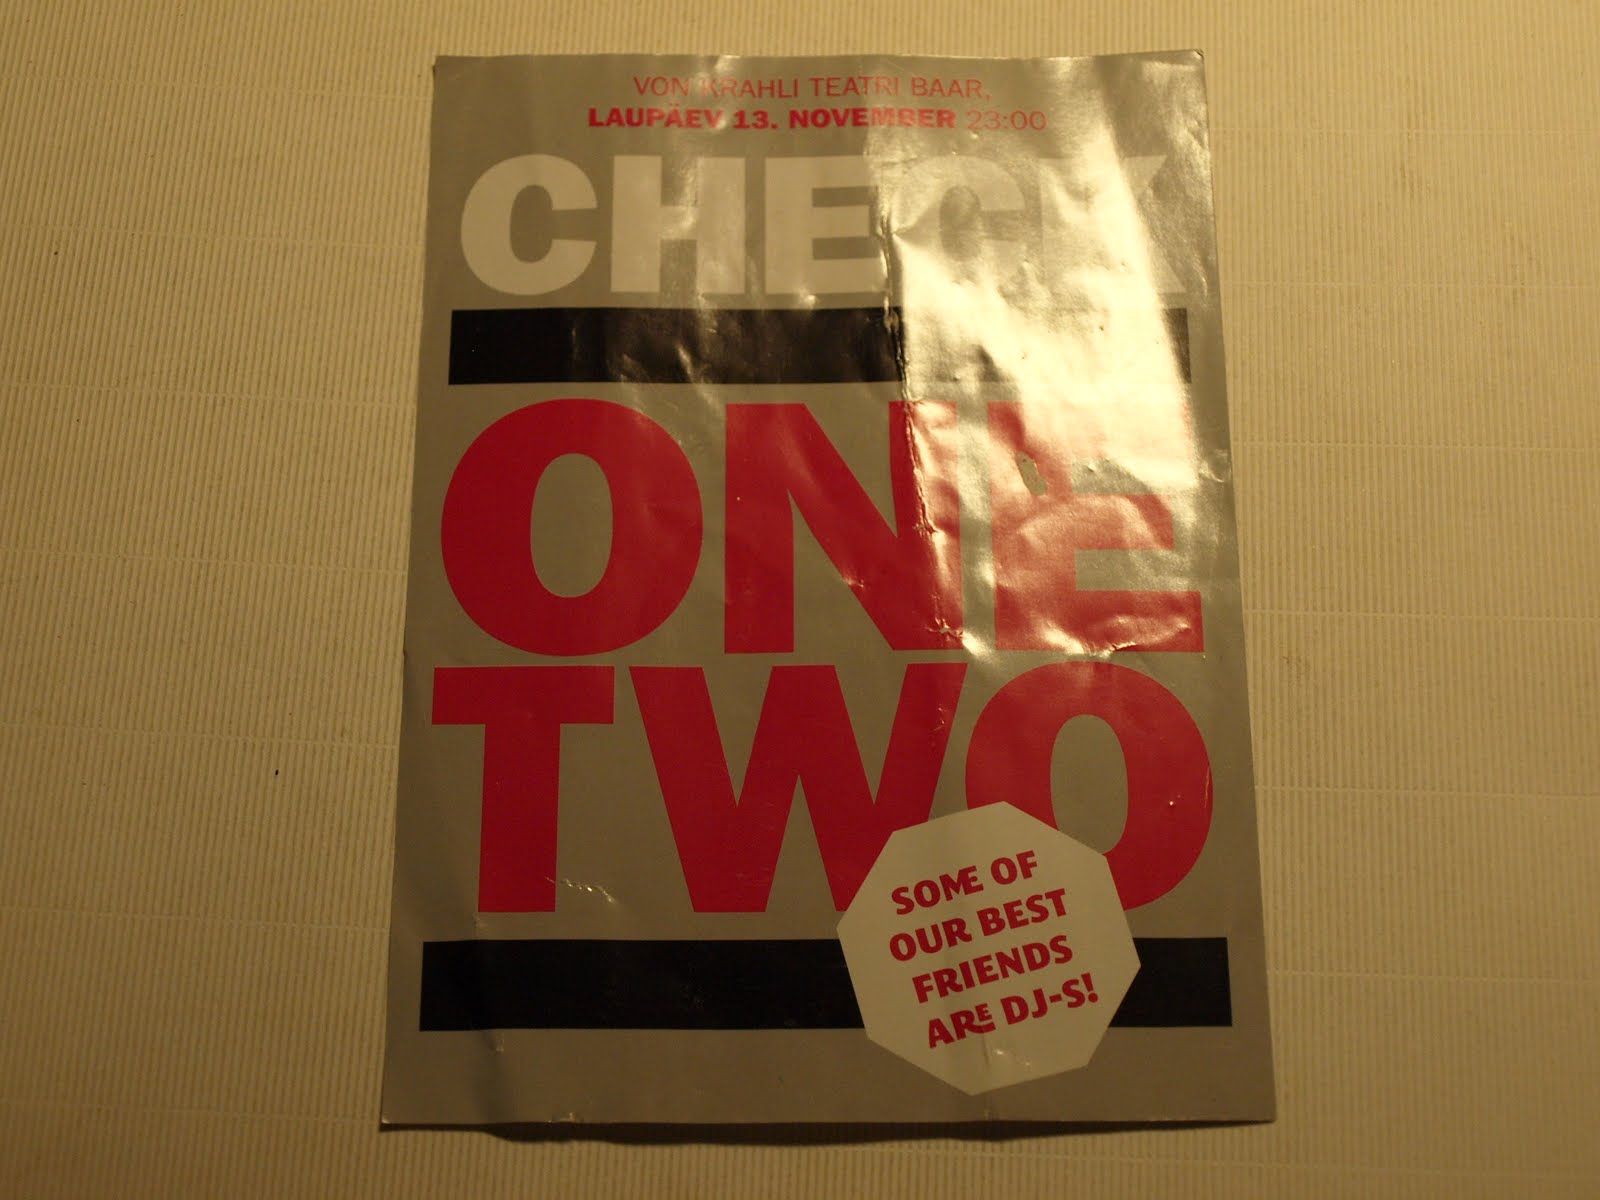 VON KRAHLI TEATRI BAAR,
LAUPÄEV 13. NOVEMBER 23:00
CHECK
ONE
TWO
SOME OF
OUR BEST
FRIENDS
ARE DJ-S!